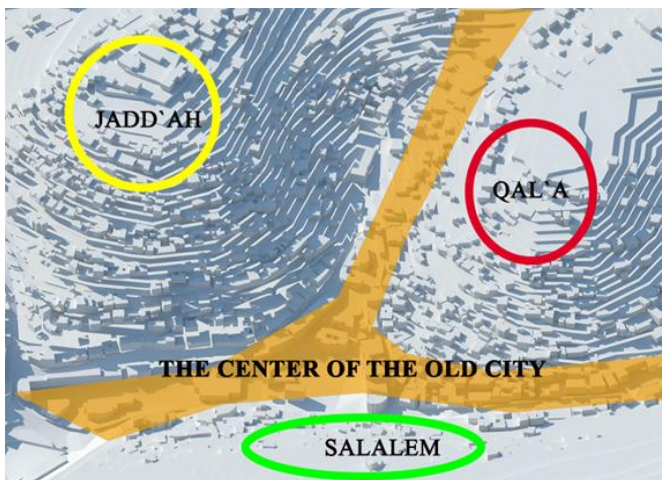 JADD`AH
QAL`A
THE CENTER OF THE OLD CITY
SALALEM